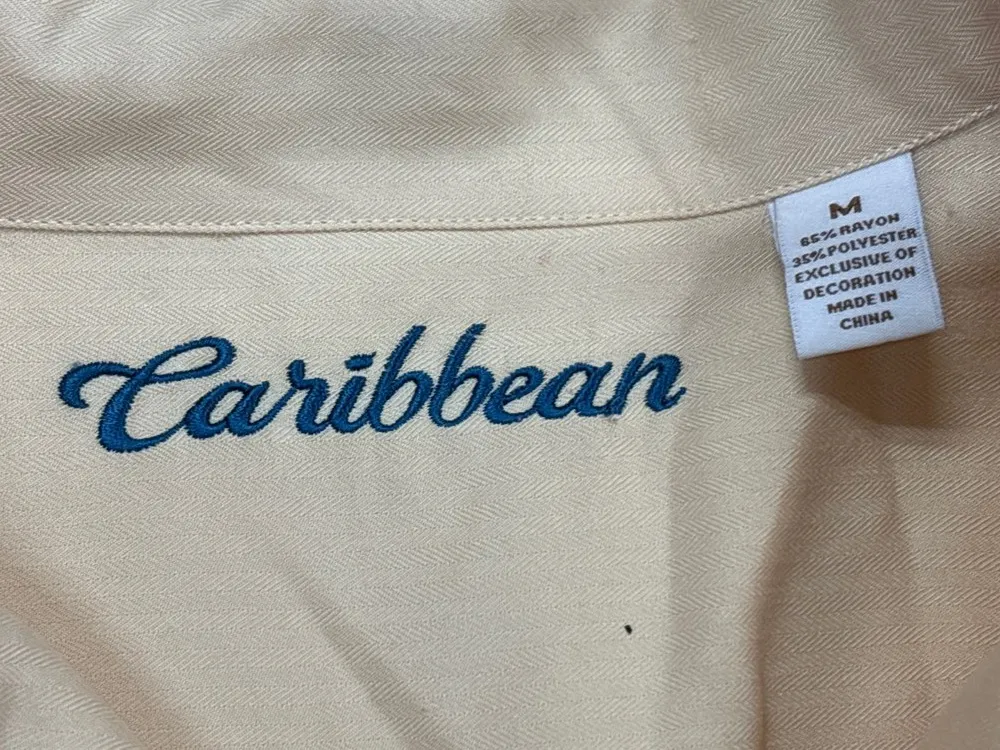 Caribbean
M
65% RAYON
35% POLYESTER
EXCLUSIVE OF
DECORATION
MADE IN
CHINA